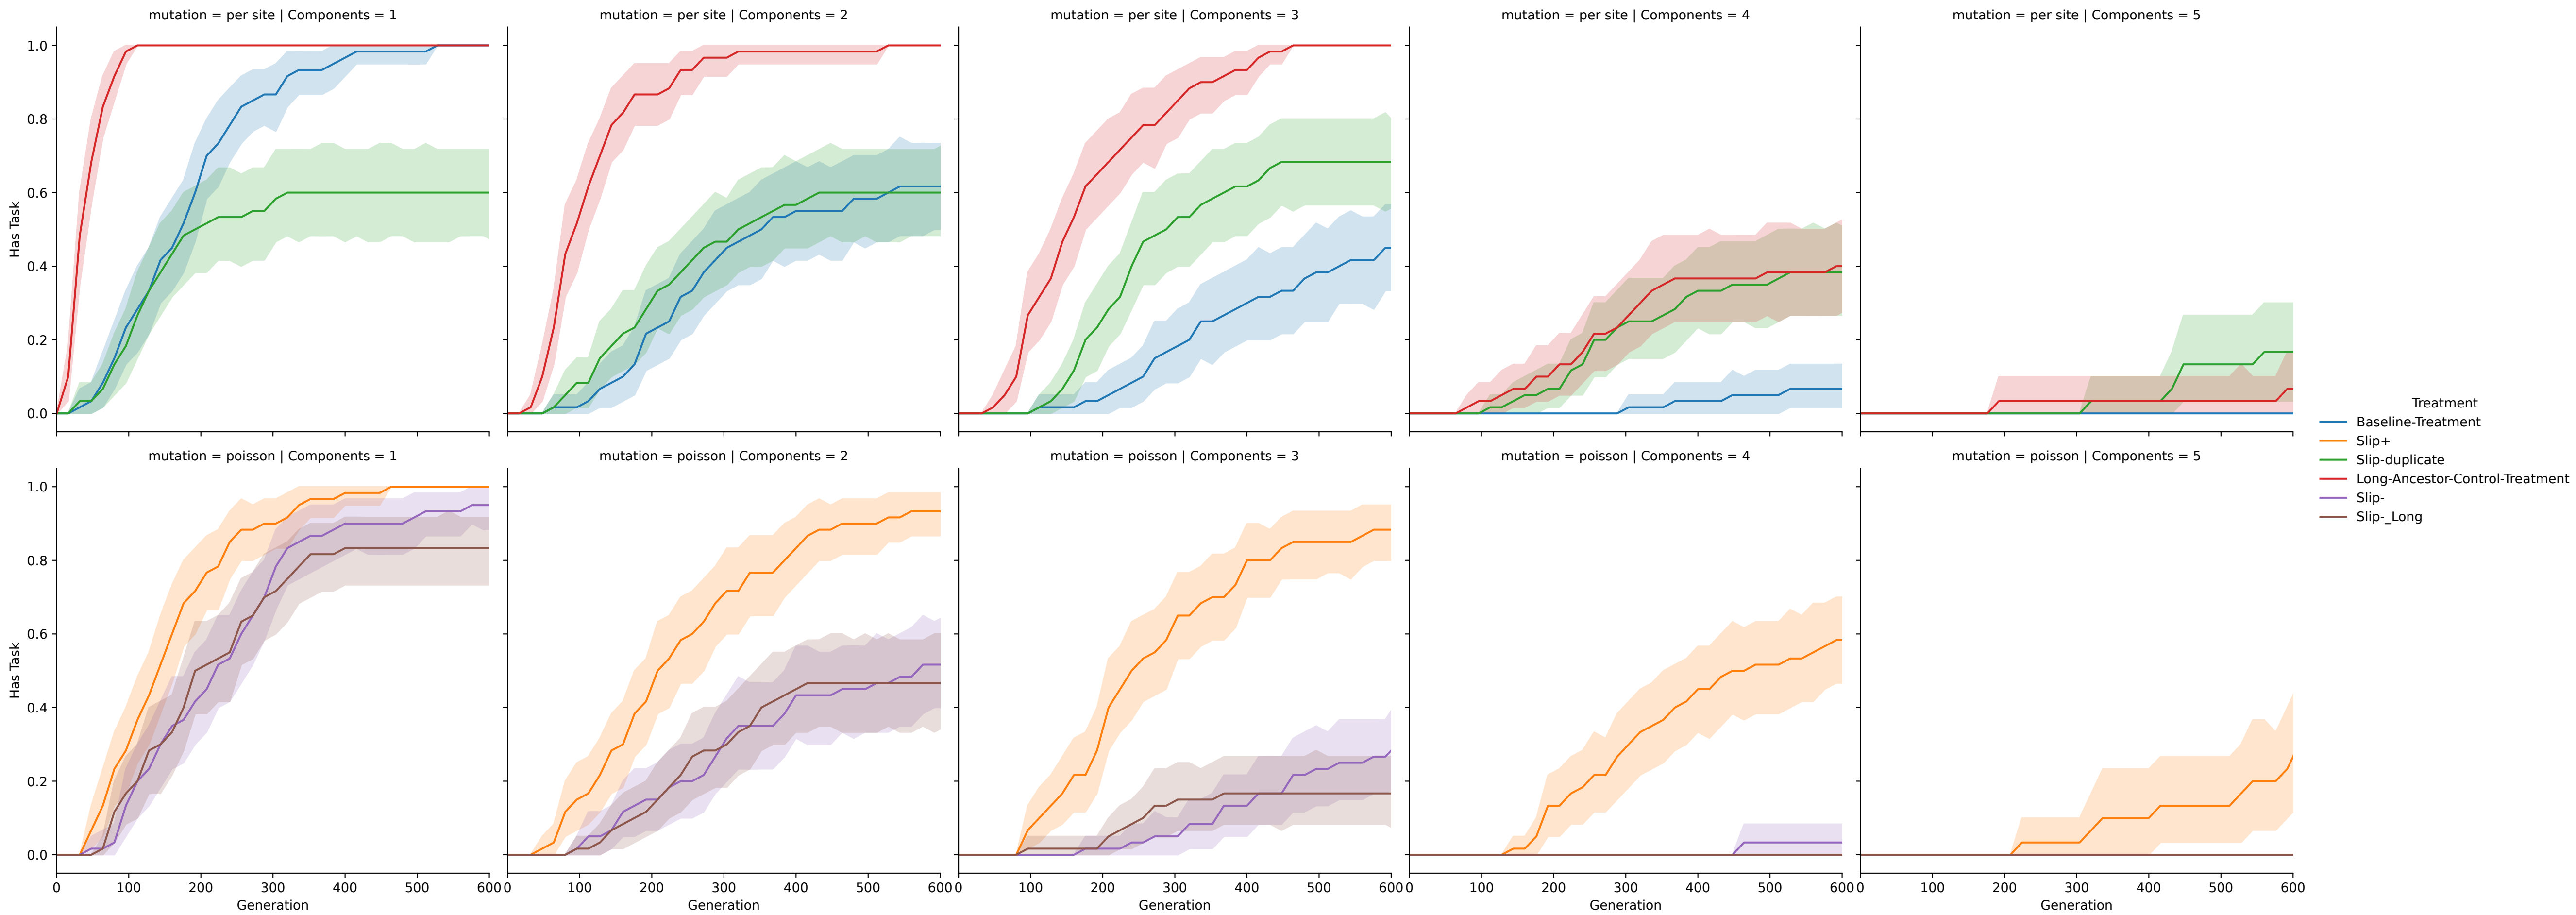 mutation = per site | Components = 1
mutation = per site | Components = 2
mutation = per site | Components = 3
mutation = per site | Components = 4
mutation = per site | Components = 5
1.0
0.8
0.6
0.4
0.2
0.0
Has Task
mutation = poisson | Components = 1
mutation = poisson | Components = 2
mutation = poisson | Components = 3
mutation = poisson | Components = 4
mutation = poisson | Components = 5
1.0
0.8
0.6
0.4
0.2
0.0
Has Task
0 100 200 300 400 500 600
0 100 200 300 400 500 600
0 100 200 300 400 500 600
0 100 200 300 400 500 600
0 100 200 300 400 500 600
Generation
Generation
Generation
Generation
Generation
Treatment
Baseline-Treatment
Slip+
Slip-duplicate
Long-Ancestor-Control-Treatment
Slip-
Slip-_Long